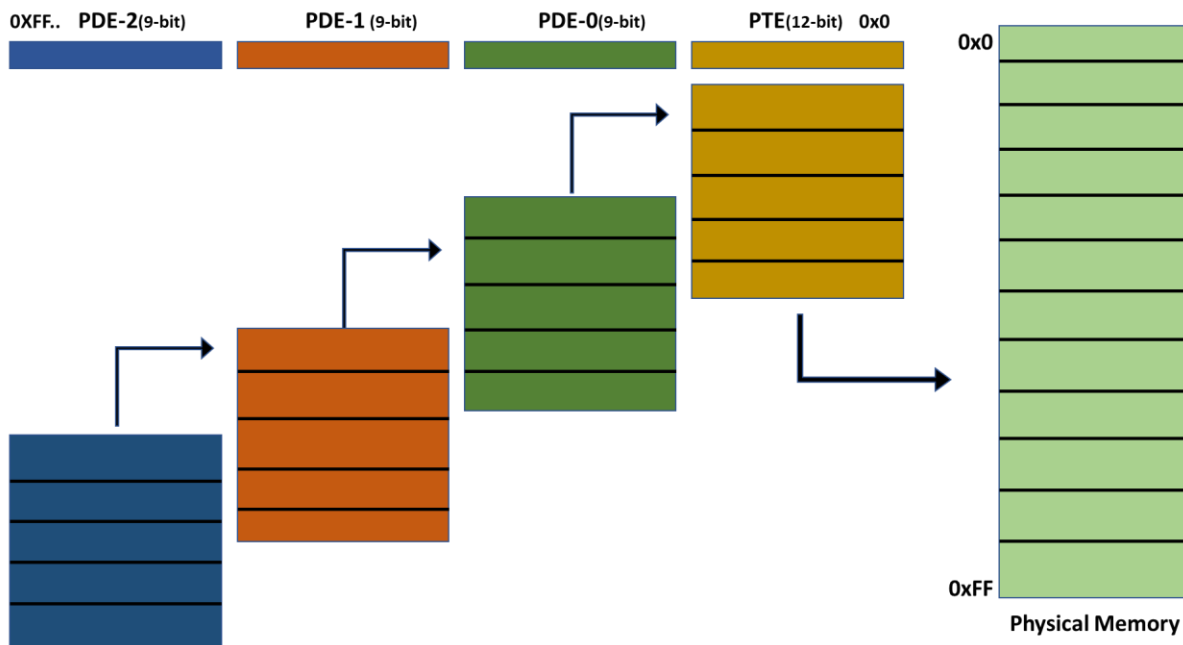 0XFF.. PDE-2(9-bit) PDE-1 (9-bit) PDE-0(9-bit) PTE(12-bit) 0x0
0x0
0xFF
Physical Memory